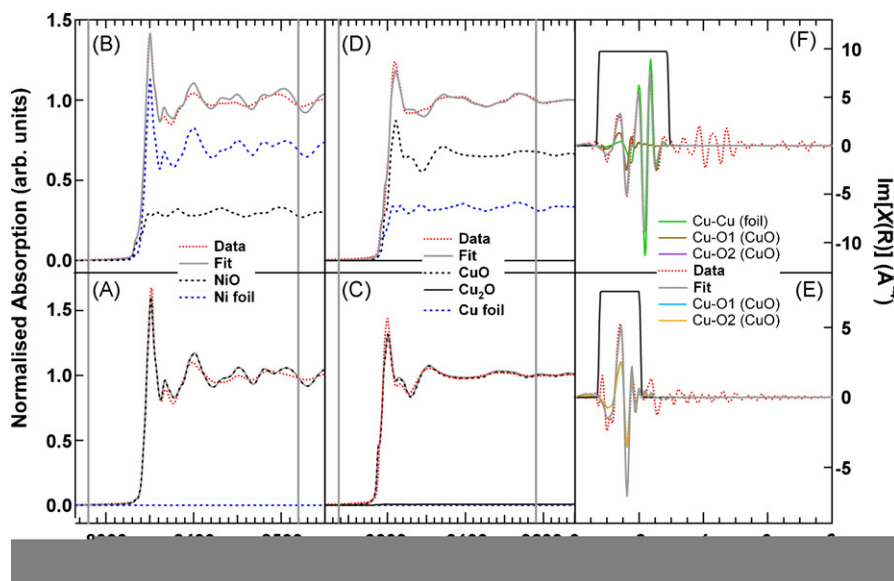 (B)
(D)
(F)
1.5
1.0
0.5
0.0
10
5
0
-5
-10
Data
Fit
NiO
Ni foil
Data
Fit
CuO
Cu2O
Cu foil
Cu-Cu (foil)
Cu-O1 (CuO)
Cu-O2 (CuO)
Data
Fit
Cu-O1 (CuO)
Cu-O2 (CuO)
(A)
(C)
(E)
1.5
1.0
0.5
0.0
5
0
-5
Normalised Absorption (arb. units)
Im[X(R)] (Å⁻⁴)